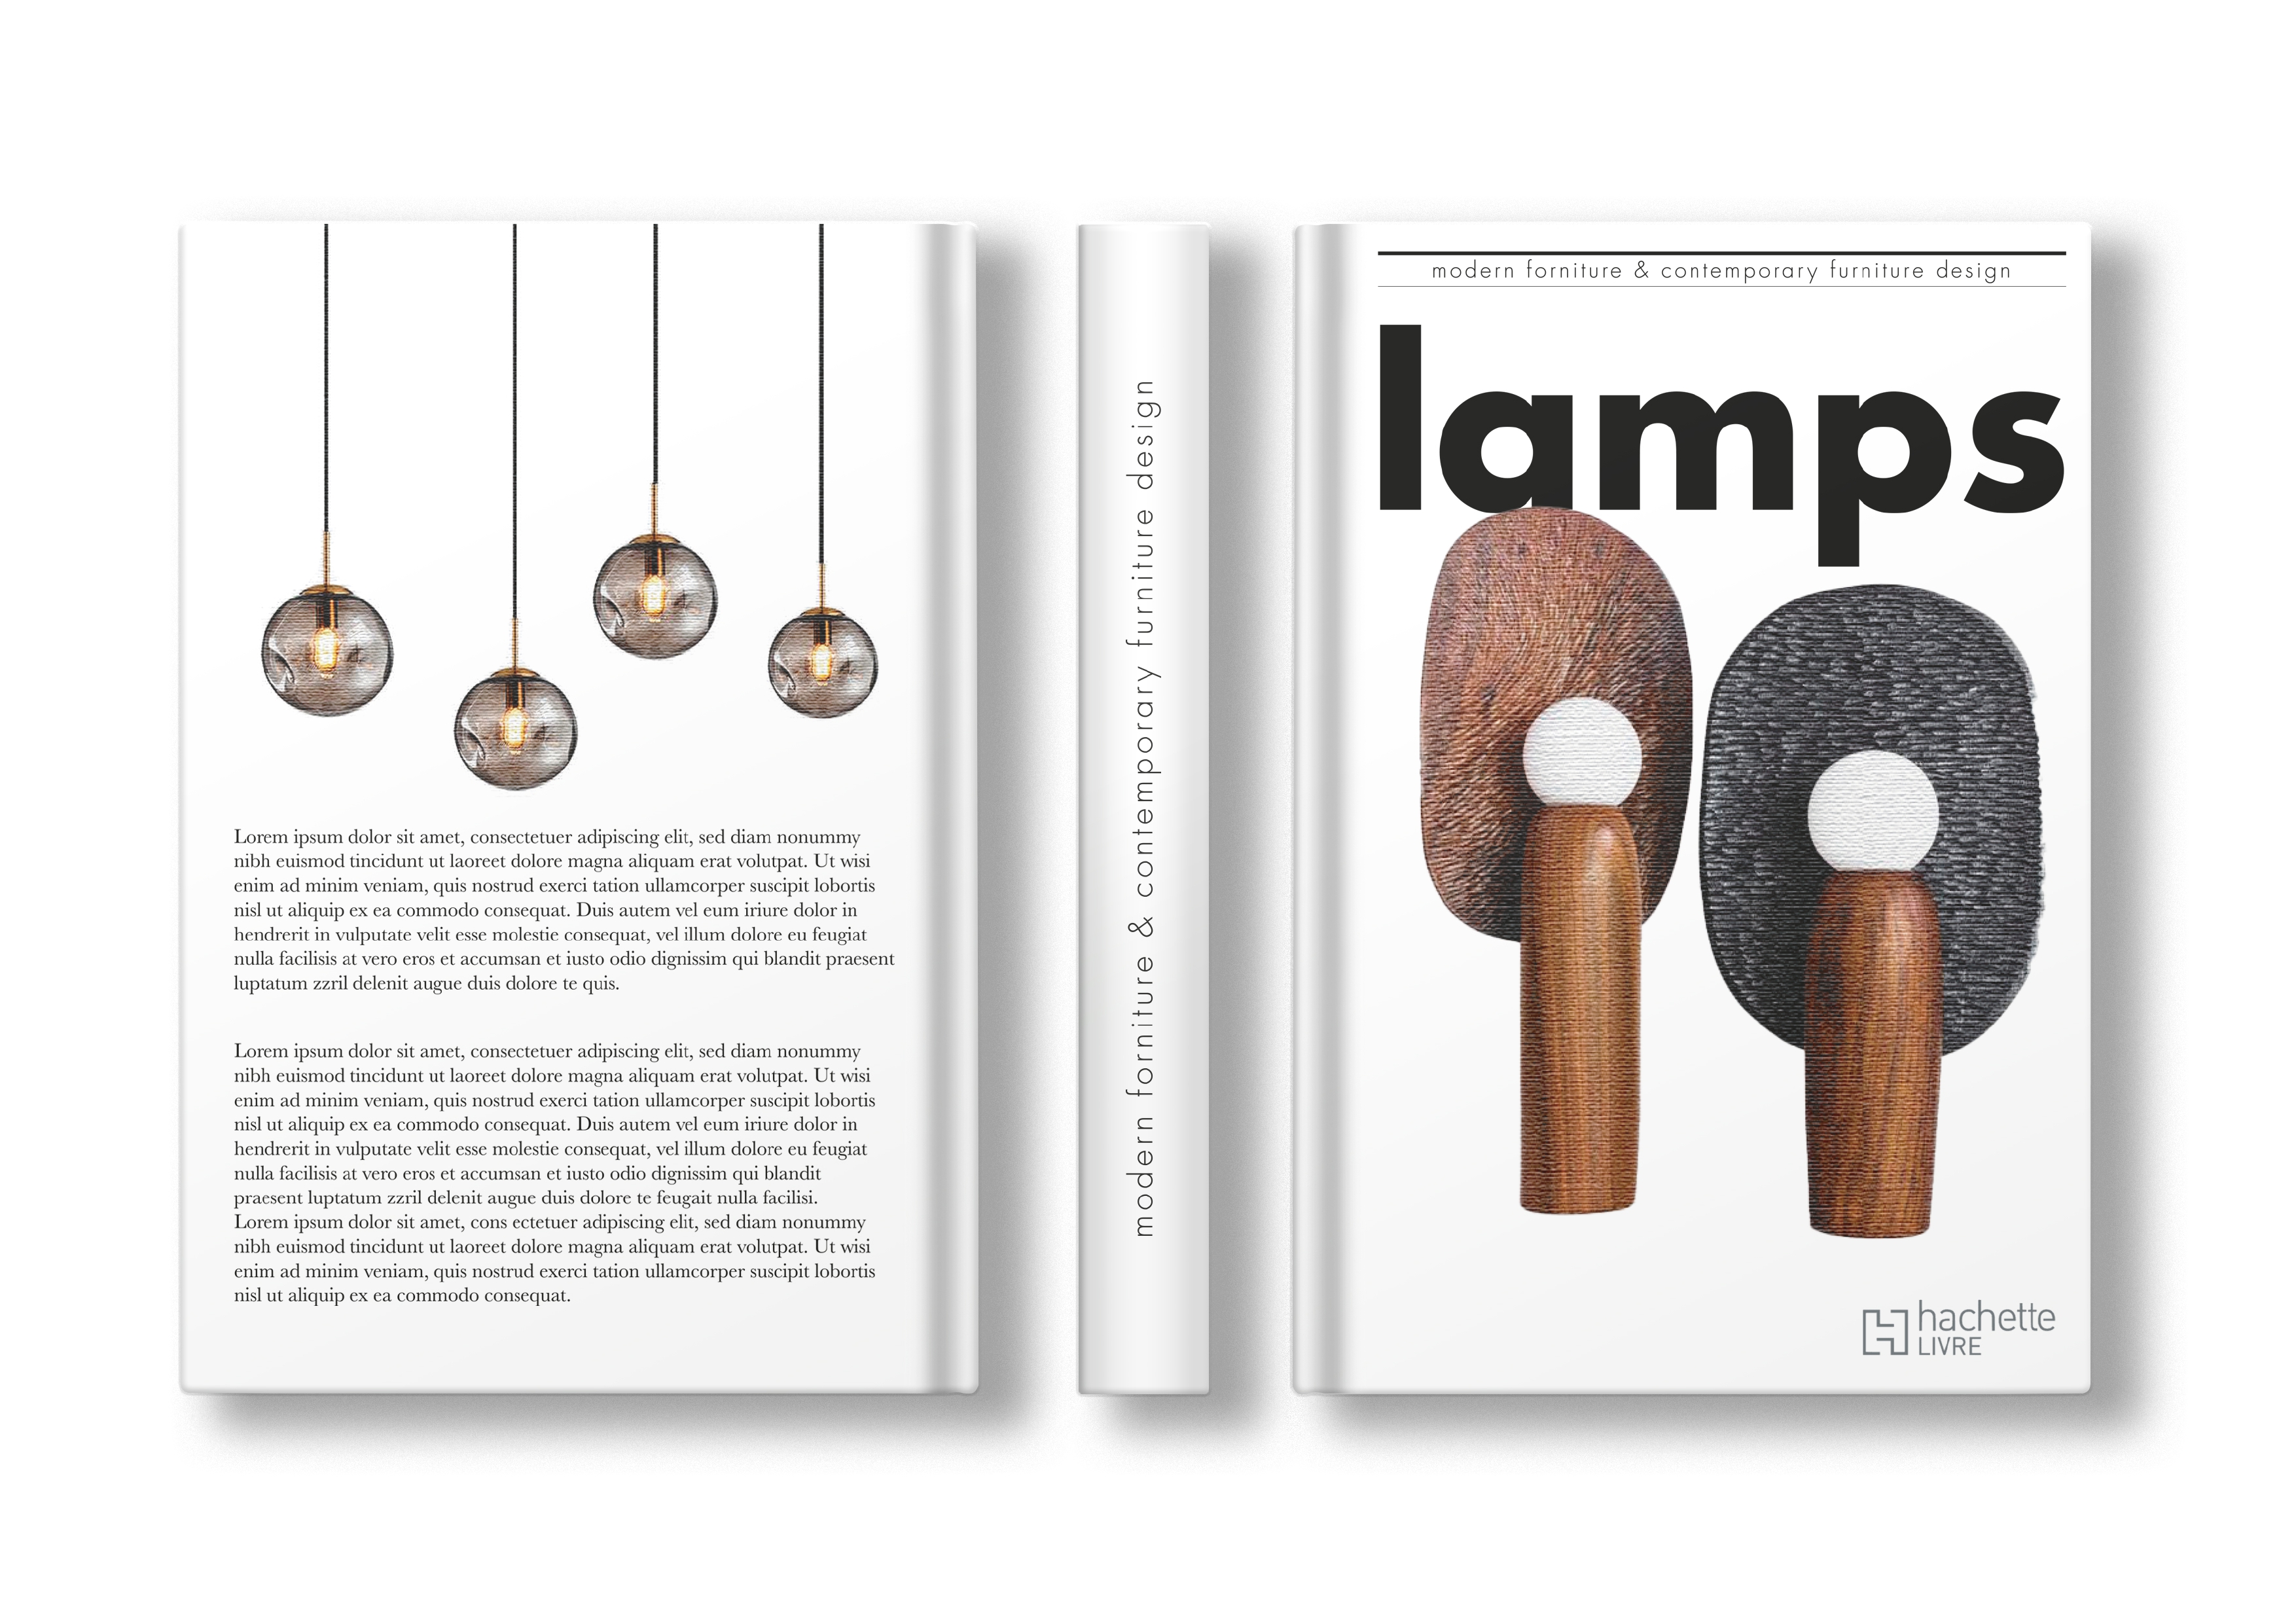 Lorem ipsum dolor sit amet, consectetuer adipiscing elit, sed diam nonummy
nibh euismod tincidunt ut laoreet dolore magna aliquam erat volutpat. Ut wisi
enim ad minim veniam, quis nostrud exerci tation ullamcorper suscipit lobortis
nisl ut aliquip ex ea commodo consequat. Duis autem vel eum iriure dolor in
hendrerit in vulputate velit esse molestie consequat, vel illum dolore eu feugiat
nulla facilisis at vero eros et accumsan et iusto odio dignissim qui blandit praesent
luptatum zzril delenit augue duis dolore te quis.
Lorem ipsum dolor sit amet, consectetuer adipiscing elit, sed diam nonummy
nibh euismod tincidunt ut laoreet dolore magna aliquam erat volutpat. Ut wisi
enim ad minim veniam, quis nostrud exerci tation ullamcorper suscipit lobortis
nisl ut aliquip ex ea commodo consequat. Duis autem vel eum iriure dolor in
hendrerit in vulputate velit esse molestie consequat, vel illum dolore eu feugiat
nulla facilisis at vero eros et accumsan et iusto odio dignissim qui blandit
praesent luptatum zzril delenit augue duis dolore te feugait nulla facilisi.
Lorem ipsum dolor sit amet, cons ectetuer adipiscing elit, sed diam nonummy
nibh euismod tincidunt ut laoreet dolore magna aliquam erat volutpat. Ut wisi
enim ad minim veniam, quis nostrud exerci tation ullamcorper suscipit lobortis
nisl ut aliquip ex ea commodo consequat.
modern forniture & contemporary furniture design
modern forniture & contemporary furniture design
lamps
hachette
LIVRE